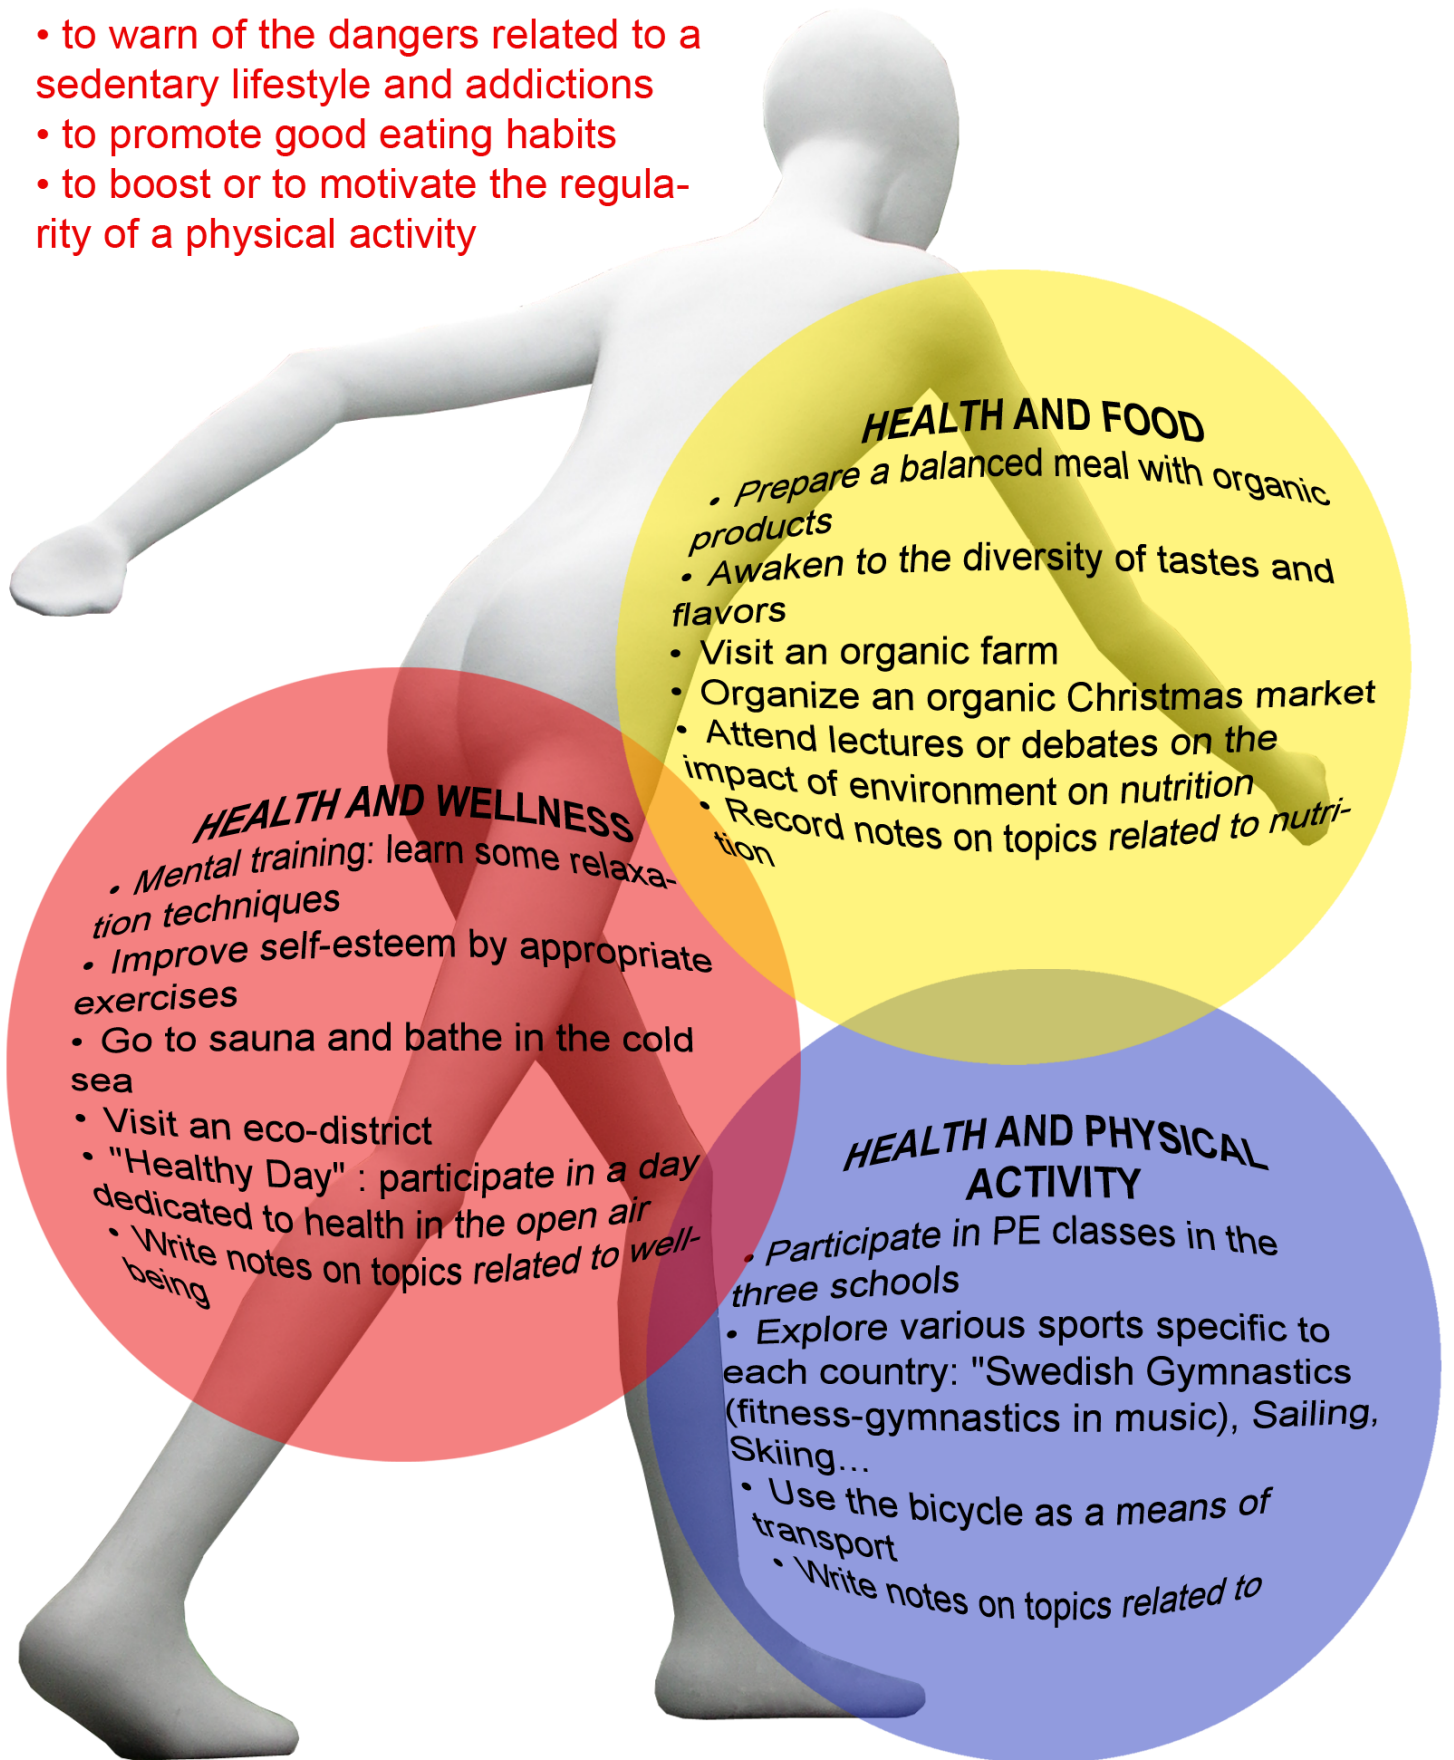 • to warn of the dangers related to a
sedentary lifestyle and addictions
• to promote good eating habits
• to boost or to motivate the regula-
rity of a physical activity
HEALTH AND FOOD
• Prepare a balanced meal with organic
products
• Awaken to the diversity of tastes and
flavors
• Visit an organic farm
• Organize an organic Christmas market
• Attend lectures or debates on the
impact of environment on nutrition
• Record notes on topics related to nutri-
tion
HEALTH AND WELLNESS
• Mental training: learn some relaxa-
tion techniques
• Improve self-esteem by appropriate
exercises
• Go to sauna and bathe in the cold
sea
• Visit an eco-district
• "Healthy Day" : participate in a day
dedicated to health in the open air
• Write notes on topics related to well-
being
HEALTH AND PHYSICAL
ACTIVITY
• Participate in PE classes in the
three schools
• Explore various sports specific to
each country: "Swedish Gymnastics
(fitness-gymnastics in music), Sailing,
Skiing...
• Use the bicycle as a means of
transport
• Write notes on topics related to